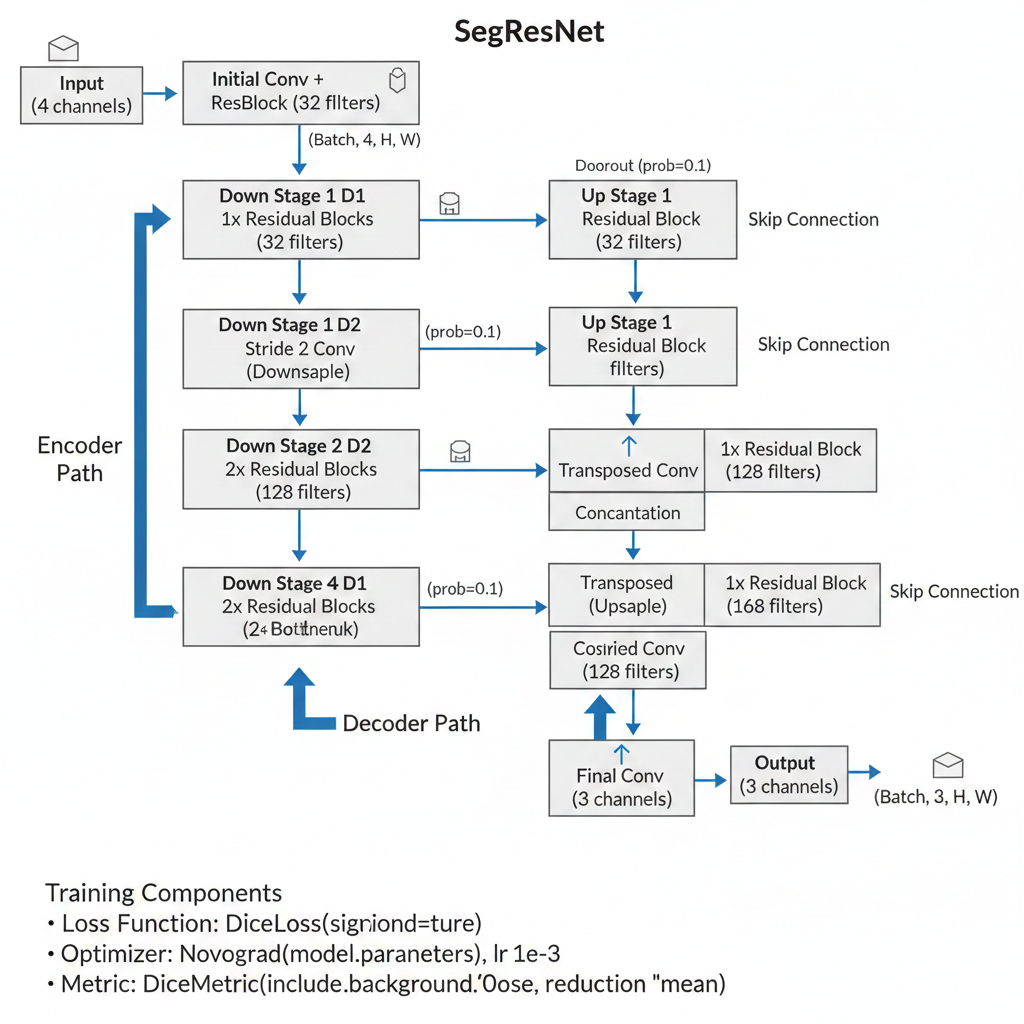 SegResNet
Input
(4 channels)
Initial Conv +
ResBlock (32 fllters)
(Batch, 4, H, W)
Doorout (prob=0.1)
Down Stage 1 D1
1x Residual Blocks
(32 filters)
Up Stage 1
Residual Block
(32 filters)
Skip Connection
Down Stage 1 D2
Stride 2 Conv
(Downsaple)
(prob=0.1)
Up Stage 1
Residual Block
fllters)
Skip Connection
Encoder
Path
Down Stage 2 D2
2x Residual Blocks
(128 filters)
Transposed Conv
1x Residual Block
(128 filters)
Concantation
Down Stage 4 D1
2x Residual Blocks
(prob=0.1)
Transposed
(Upsaple)
1x Residual Block
(168 filters)
Skip Connection
Conv
(128 filters)
Decoder Path
Final Conv
(3 channels)
Output
(3 channels)
(Batch, 3, H, W)
Training Components
• Loss Function: DiceLoss(signiond=ture)
• Optimizer: Novograd(model.paraneters), lr 1e-3
• Metric: DiceMetric(include.background.'0ose, reduction "mean)